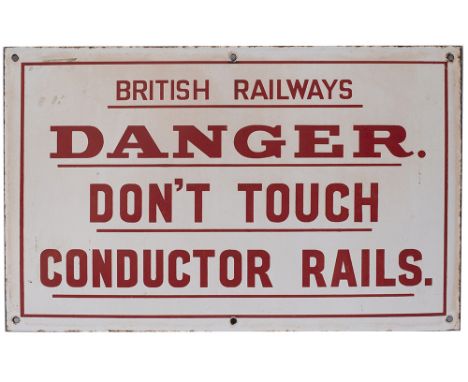 BRITISH RAILWAYS
DANGER.
DON'T TOUCH
CONDUCTOR RAILS.